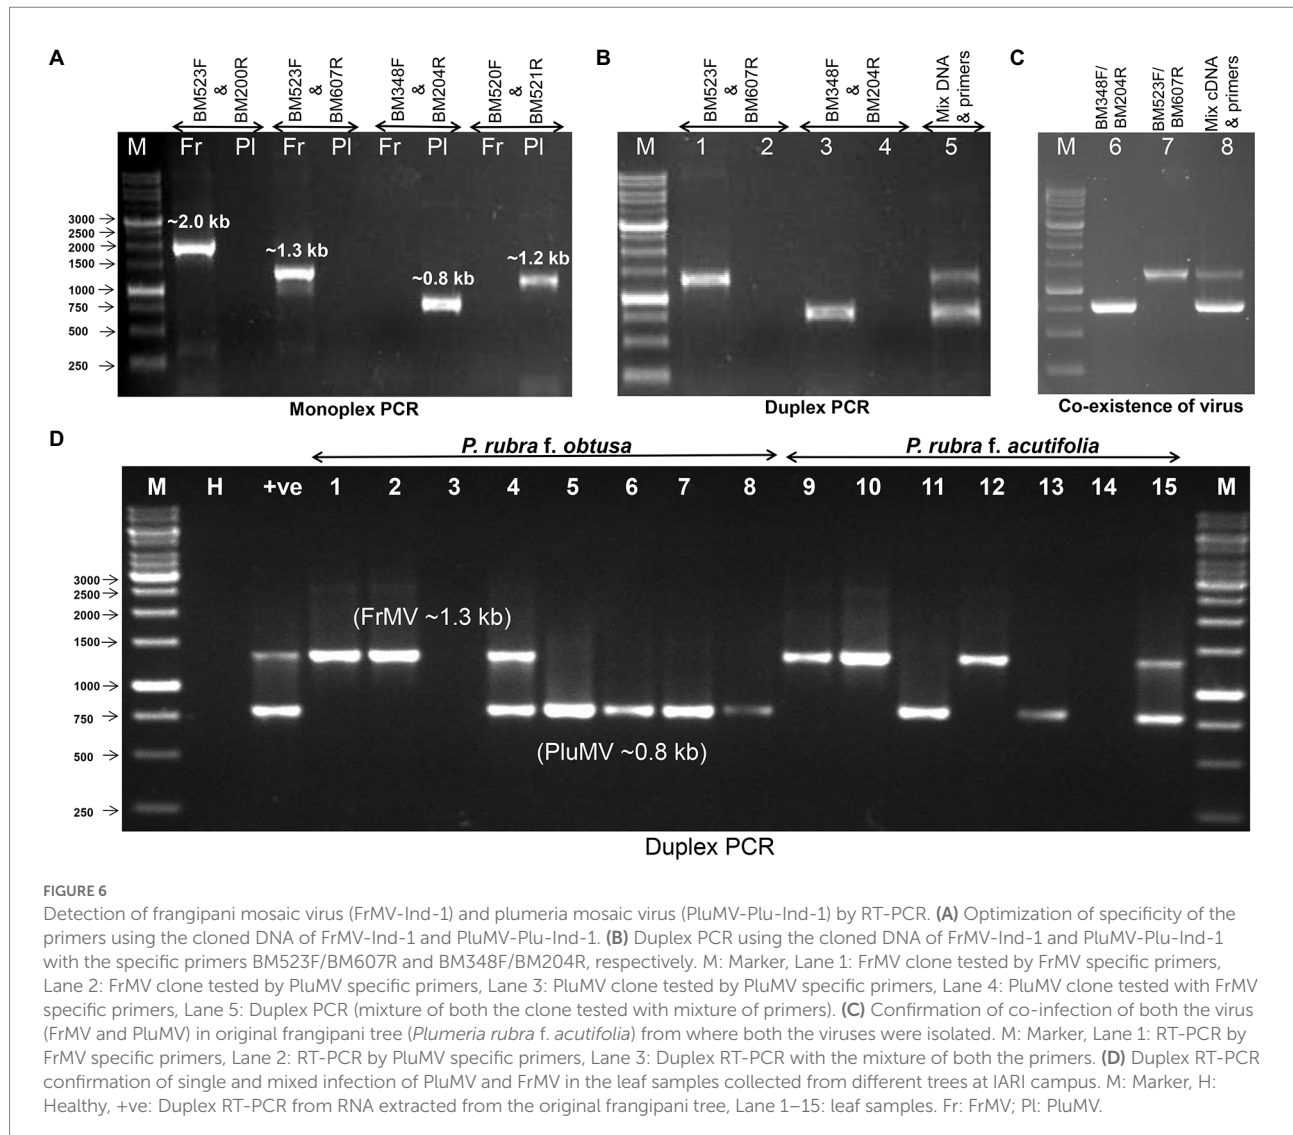 A
BM523F
&
BM200R
BM523F
&
BM607R
BM348F
&
BM204R
BM520F
&
BM521R
M Fr Pl Fr Pl Fr Pl Fr Pl
3000
2500
2000
1500
1000
750
500
250
~2.0 kb
~1.3 kb
~0.8 kb
~1.2 kb
Monoplex PCR
B
BM523F
&
BM607R
BM348F
&
BM204R
Mix DNA
& primers
M 1 2 3 4 5
Duplex PCR
C
BM348F/
BM204R
BM523F/
BM607R
Mix cDNA
& primers
M 6 7 8
Co-existence of virus
D
P. rubra f. obtusa
P. rubra f. acutifolia
M H +ve 1 2 3 4 5 6 7 8 9 10 11 12 13 14 15 M
3000
2500
2000
1500
1000
750
500
250
(FrMV ~1.3 kb)
(PluMV ~0.8 kb)
Duplex PCR
FIGURE 6
Detection of frangipani mosaic virus (FrMV-Ind-1) and plumeria mosaic virus (PluMV-Plu-Ind-1) by RT-PCR. (A) Optimization of specificity of the
primers using the cloned DNA of FrMV-Ind-1 and PluMV-Plu-Ind-1. (B) Duplex PCR using the cloned DNA of FrMV-Ind-1 and PluMV-Plu-Ind-1
with the specific primers BM523F/BM607R and BM348F/BM204R, respectively. M: Marker, Lane 1: FrMV clone tested by FrMV specific primers,
Lane 2: FrMV clone tested by PluMV specific primers, Lane 3: PluMV clone tested by PluMV specific primers, Lane 4: PluMV clone tested with FrMV
specific primers, Lane 5: Duplex PCR (mixture of both the clone tested with mixture of primers). (C) Confirmation of co-infection of both the virus
(FrMV and PluMV) in original frangipani tree (Plumeria rubra f. acutifolia) from where both the viruses were isolated. M: Marker, Lane 1: RT-PCR by
FrMV specific primers, Lane 2: RT-PCR by PluMV specific primers, Lane 3: Duplex RT-PCR with the mixture of both the primers. (D) Duplex RT-PCR
confirmation of single and mixed infection of PluMV and FrMV in the leaf samples collected from different trees at IARI campus. M: Marker, H:
Healthy, +ve: Duplex RT-PCR from RNA extracted from the original frangipani tree, Lane 1–15: leaf samples. Fr: FrMV; Pl: PluMV.